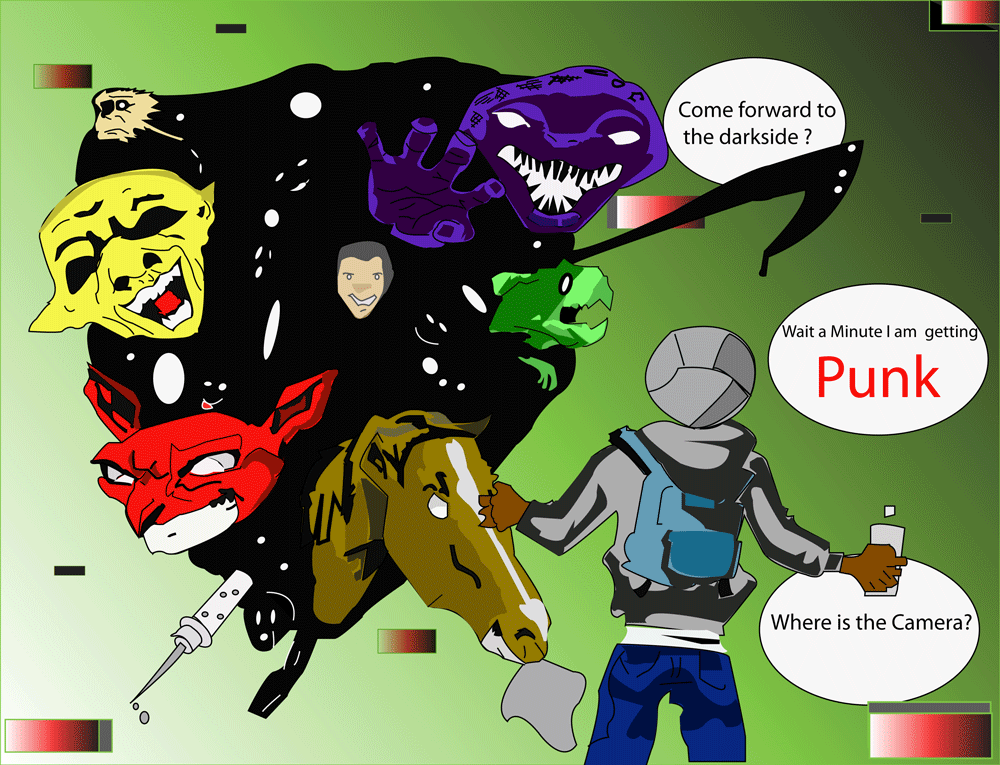 Come forward to
the darkside ?
Wait a Minute I am getting
Punk
Where is the Camera?